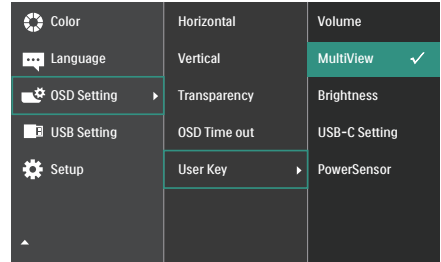 Color
Language
OSD Setting
USB Setting
Setup
Horizontal
Vertical
Transparency
OSD Time out
User Key
Volume
MultiView
Brightness
USB-C Setting
PowerSensor